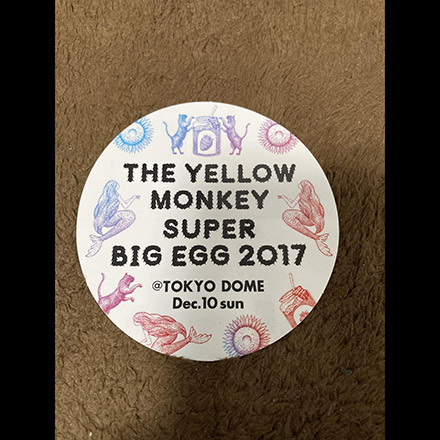 THE YELLOW
MONKEY
SUPER
BIG EGG 2017
@TOKYO DOME
Dec.10 sun